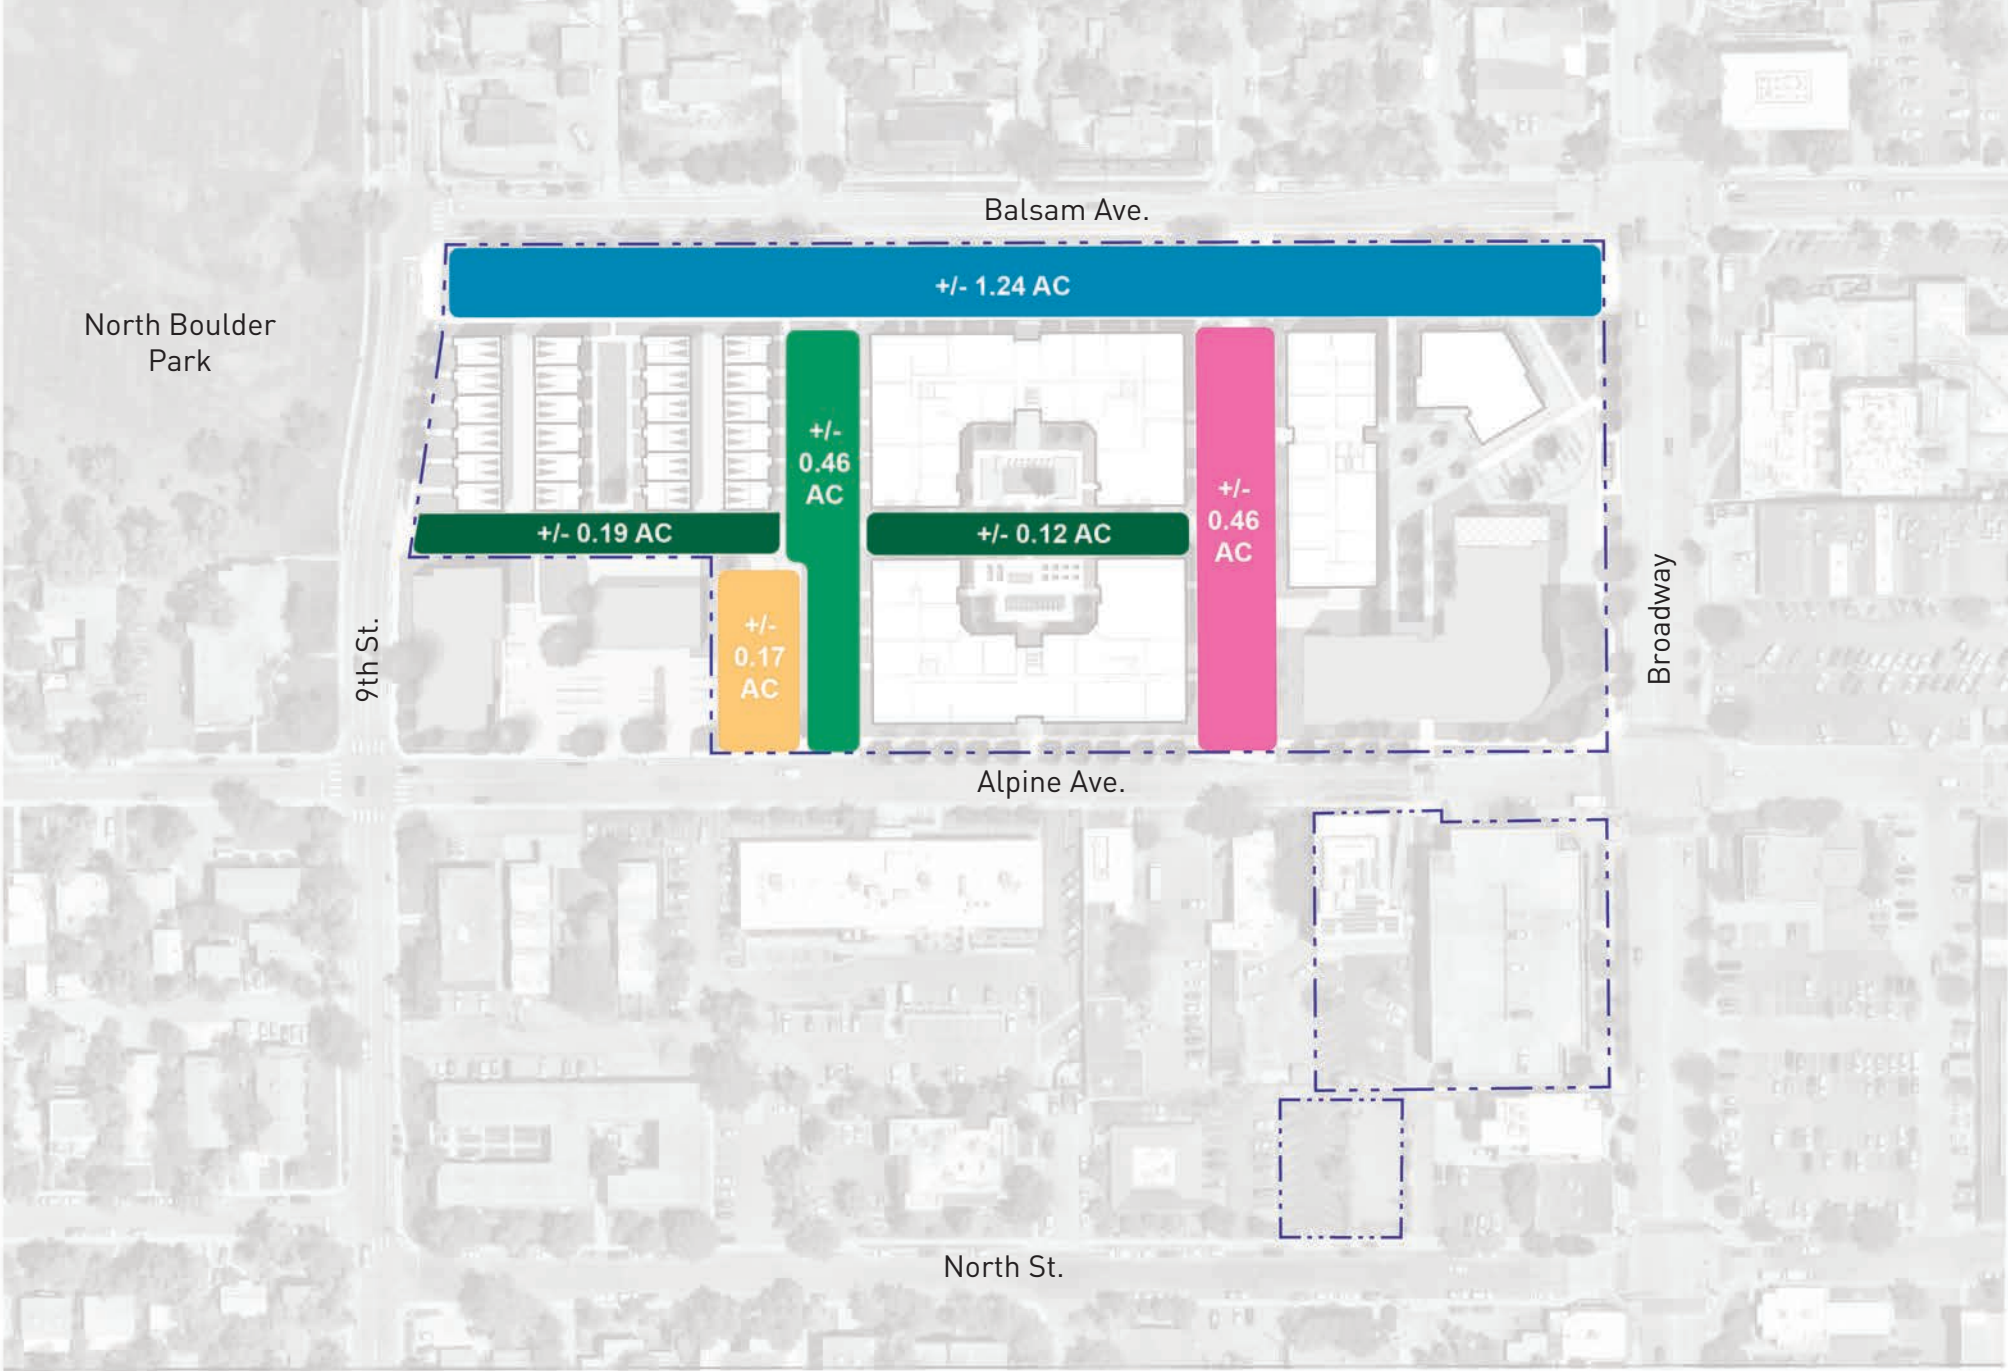 Balsam Ave.
+/- 1.24 AC
North Boulder
Park
+/-
0.46
AC
+/-
0.46
AC
+/- 0.19 AC
+/- 0.12 AC
+/-
0.17
AC
9th St.
Broadway
Alpine Ave.
North St.